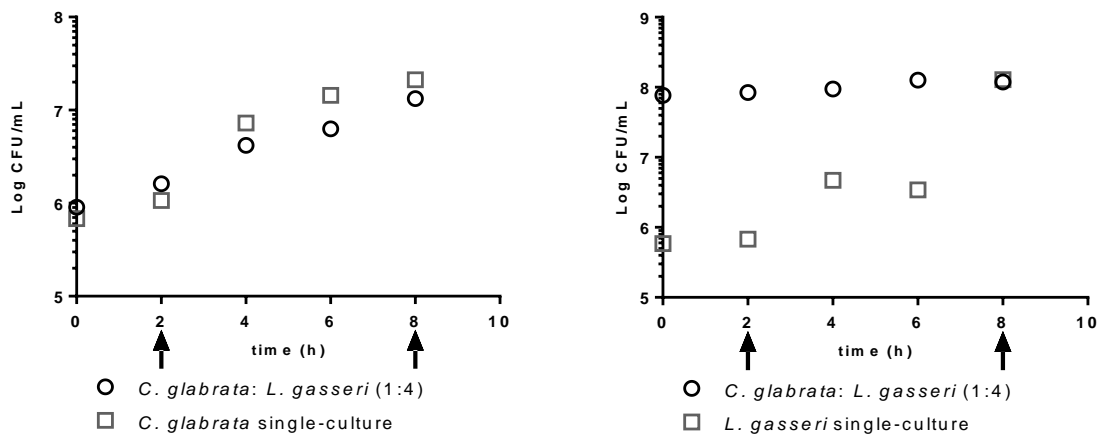 8
7
6
5
Log CFU/mL
0 2 4 6 8 10
time (h)
C. glabrata: L. gasseri (1:4)
C. glabrata single-culture
9
8
7
6
5
Log CFU/mL
0 2 4 6 8 10
time (h)
C. glabrata: L. gasseri (1:4)
L. gasseri single-culture